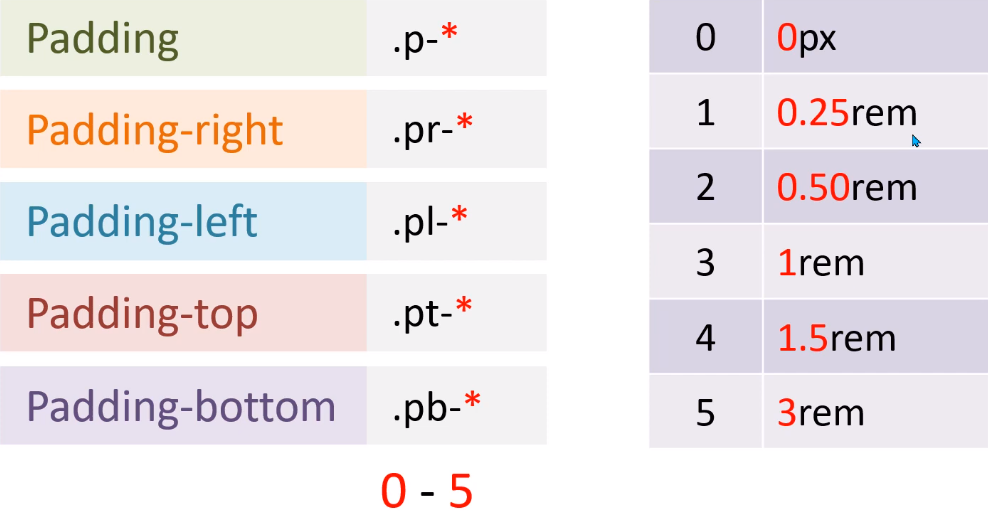 Padding .p-*
Padding-right .pr-*
Padding-left .pl-*
Padding-top .pt-*
Padding-bottom .pb-*
0 - 5
0 0px
1 0.25rem
2 0.50rem
3 1rem
4 1.5rem
5 3rem